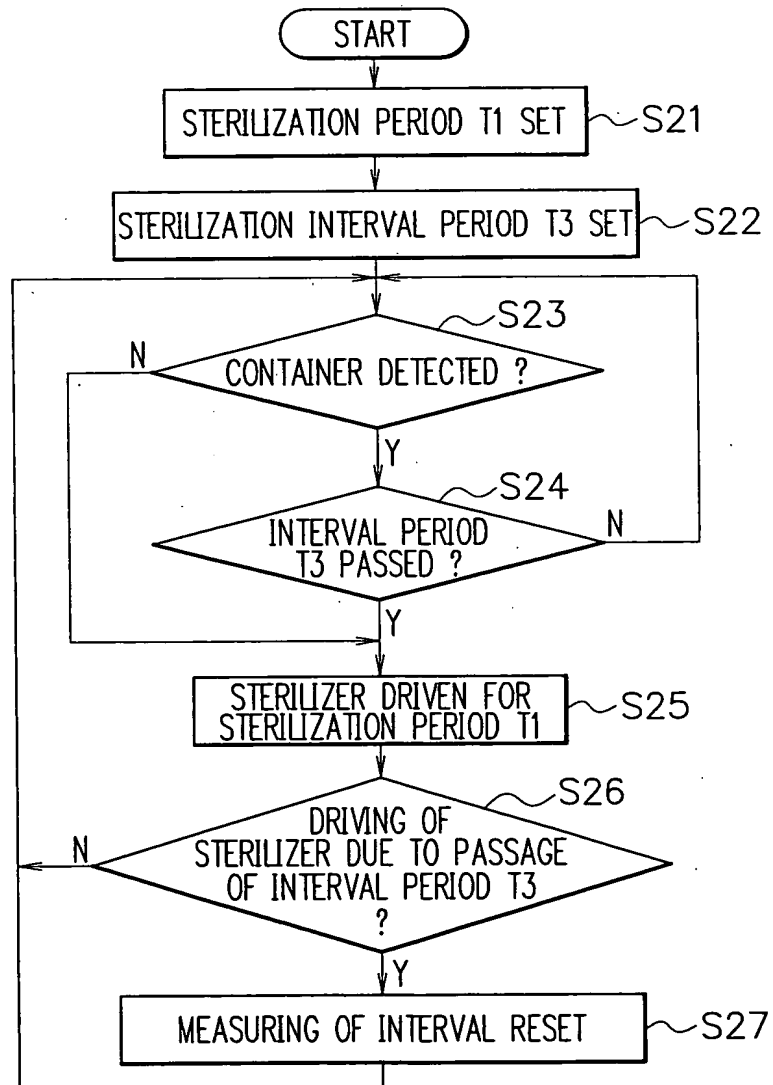 START
STERILIZATION PERIOD T1 SET
S21
STERILIZATION INTERVAL PERIOD T3 SET
S22
S23
N
CONTAINER DETECTED ?
Y
S24
INTERVAL PERIOD
T3 PASSED ?
N
Y
STERILIZER DRIVEN FOR
STERILIZATION PERIOD T1
S25
S26
N
DRIVING OF
STERILIZER DUE TO PASSAGE
OF INTERVAL PERIOD T3
?
Y
MEASURING OF INTERVAL RESET
S27